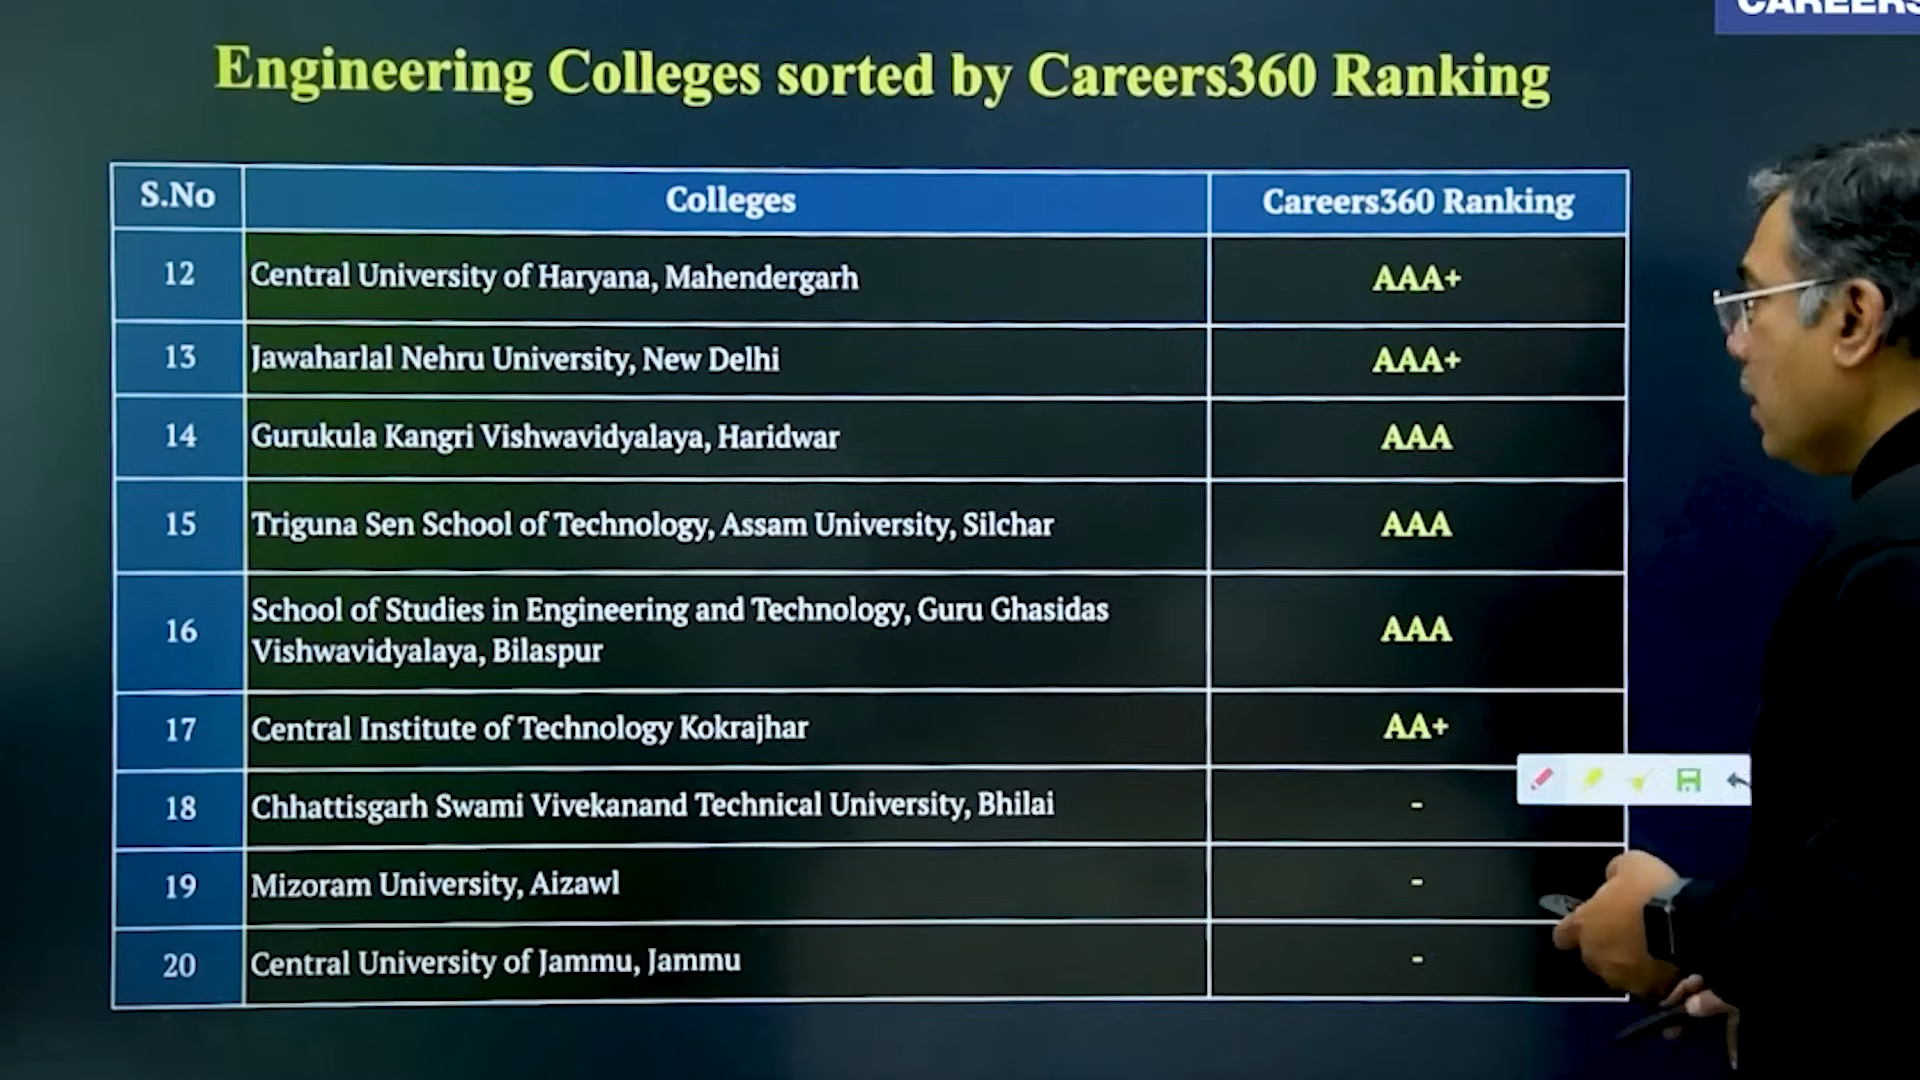 CAREERS
Engineering Colleges sorted by Careers360 Ranking
S.No Colleges Careers360 Ranking
12 Central University of Haryana, Mahendergarh AAA+
13 Jawaharlal Nehru University, New Delhi AAA+
14 Gurukula Kangri Vishwavidyalaya, Haridwar AAA
15 Triguna Sen School of Technology, Assam University, Silchar AAA
16 School of Studies in Engineering and Technology, Guru Ghasidas
Vishwavidyalaya, Bilaspur AAA
17 Central Institute of Technology Kokrajhar AA+
18 Chhattisgarh Swami Vivekanand Technical University, Bhilai -
19 Mizoram University, Aizawl -
20 Central University of Jammu, Jammu -